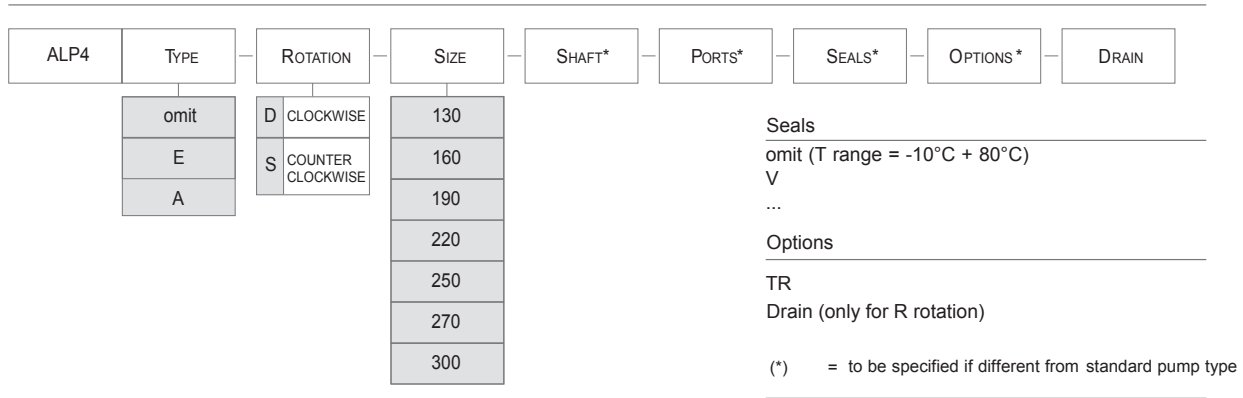 ALP4 TYPE – ROTATION – SIZE – SHAFT* – PORTS* – SEALS* – OPTIONS* – DRAIN
omit
E
A
D CLOCKWISE
S COUNTER
CLOCKWISE
130
160
190
220
250
270
300
Seals
omit (T range = -10°C + 80°C)
V
...
Options
TR
Drain (only for R rotation)
(*) = to be specified if different from standard pump type